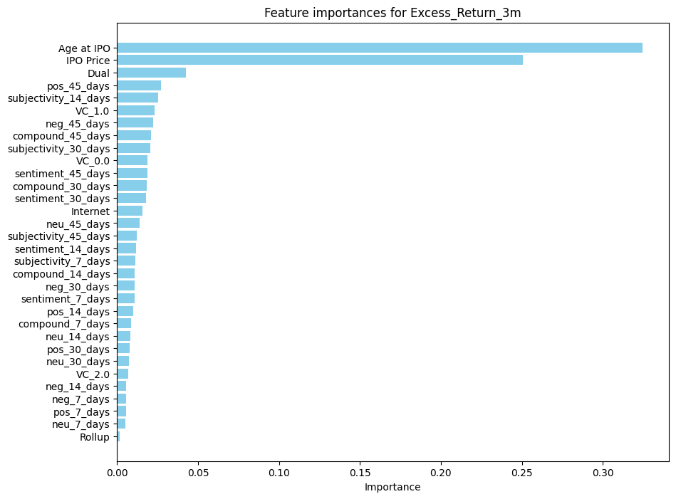 Feature importances for Excess_Return_3m
Age at IPO
IPO Price
Dual
pos_45_days
subjectivity_14_days
VC_1.0
neg_45_days
compound_45_days
subjectivity_30_days
VC_0.0
sentiment_45_days
compound_30_days
sentiment_30_days
Internet
neu_45_days
subjectivity_45_days
sentiment_14_days
subjectivity_7_days
compound_14_days
neg_30_days
sentiment_7_days
pos_14_days
compound_7_days
neu_14_days
pos_30_days
neu_30_days
VC_2.0
neg_14_days
neg_7_days
pos_7_days
neu_7_days
Rollup
0.00 0.05 0.10 0.15 0.20 0.25 0.30
Importance